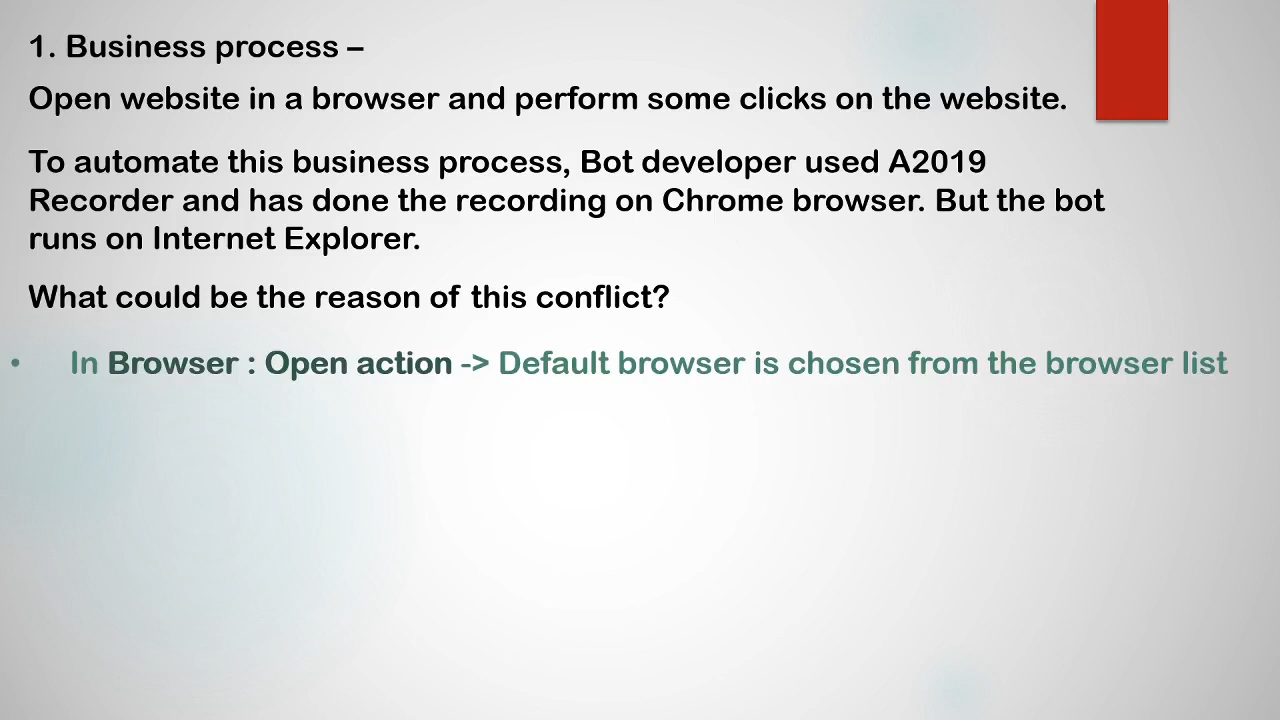 1. Business process –
Open website in a browser and perform some clicks on the website.
To automate this business process, Bot developer used A2019
Recorder and has done the recording on Chrome browser. But the bot
runs on Internet Explorer.
What could be the reason of this conflict?
• In Browser : Open action -> Default browser is chosen from the browser list